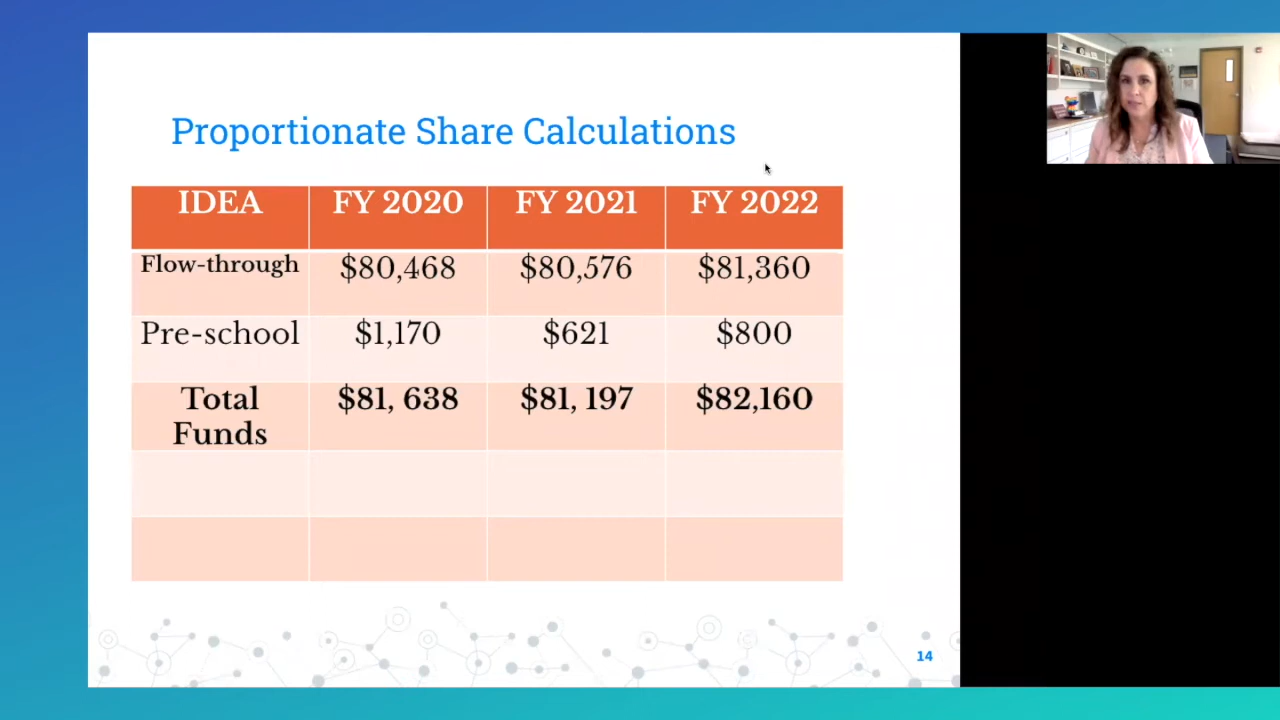 Proportionate Share Calculations
IDEA FY 2020 FY 2021 FY 2022
Flow-through $80,468 $80,576 $81,360
Pre-school $1,170 $621 $800
Total Funds $81, 638 $81, 197 $82,160
14